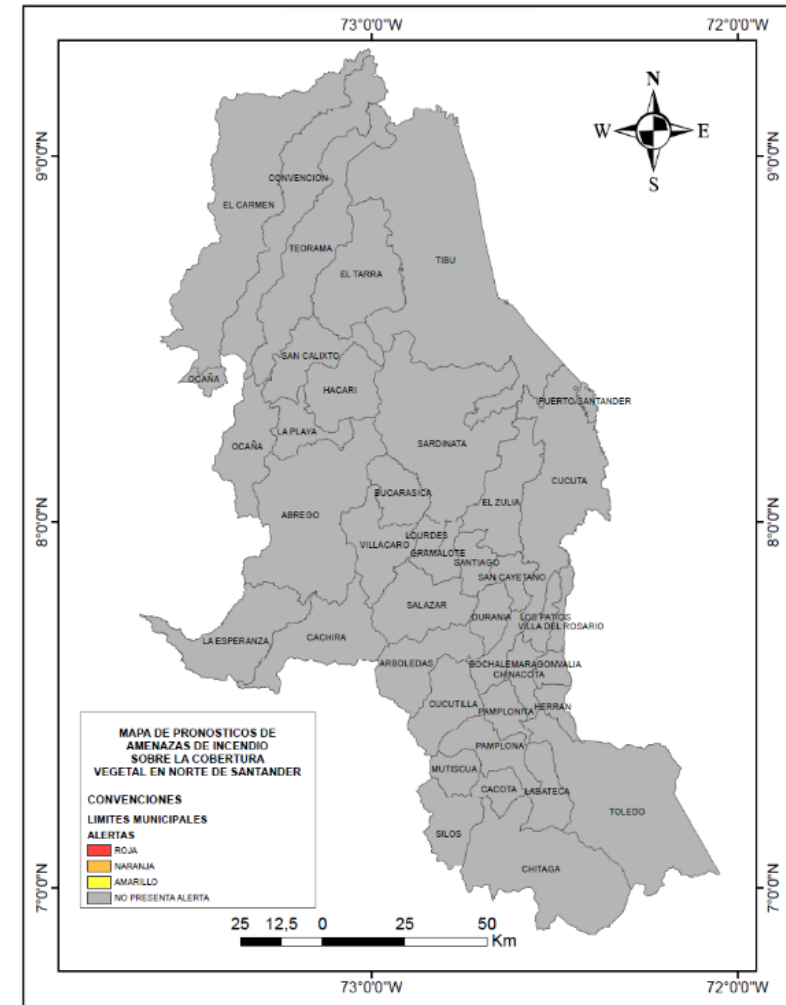 73°0'0"W
72°0'0"W
N
W
E
S
9°0'0"N
9°0'0"N
CONVENCION
EL CARMEN
TEORAMA
TIBU
EL TARRA
SAN CALIXTO
OCAÑA
HACARI
PUERTO SANTANDER
LA PLAYA
OCAÑA
SARDINATA
CUCUTA
BUCARASICA
EL ZULIA
ABREGO
8°0'0"N
8°0'0"N
LOURDES
VILLACARO
GRAMALOTE
SANTIAGO
SAN CAYETANO
SALAZAR
DURANIA
LOS PATIOS
VILLA DEL ROSARIO
LA ESPERANZA
CACHIRA
ARBOLEDAS
BOCHALEMA
RAGONVALIA
CHINACOTA
CUCUTILLA
PAMPLONITA
HERRAN
PAMPLONA
MUTISCUA
CACOTA
LABATECA
TOLEDO
SILOS
CHITAGA
7°0'0"N
7°0'0"N
MAPA DE PRONOSTICOS DE
AMENAZAS DE INCENDIO
SOBRE LA COBERTURA
VEGETAL EN NORTE DE SANTANDER
CONVENCIONES
LIMITES MUNICIPALES
ALERTAS
ROJA
NARANJA
AMARILLO
NO PRESENTA ALERTA
25 12,5 0 25 50
Km
73°0'0"W
72°0'0"W